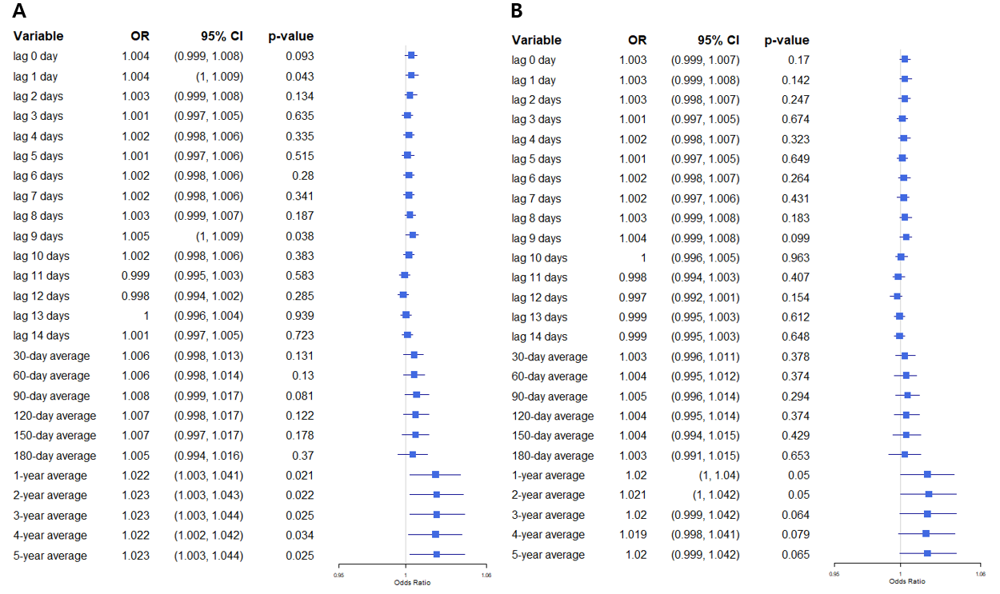 A
Variable OR 95% CI p-value
lag 0 day 1.004 (0.999, 1.008) 0.093
lag 1 day 1.004 (1, 1.009) 0.043
lag 2 days 1.003 (0.999, 1.008) 0.134
lag 3 days 1.001 (0.997, 1.005) 0.635
lag 4 days 1.002 (0.998, 1.006) 0.335
lag 5 days 1.001 (0.997, 1.006) 0.515
lag 6 days 1.002 (0.998, 1.006) 0.28
lag 7 days 1.002 (0.998, 1.006) 0.341
lag 8 days 1.003 (0.999, 1.007) 0.187
lag 9 days 1.005 (1, 1.009) 0.038
lag 10 days 1.002 (0.998, 1.006) 0.383
lag 11 days 0.999 (0.995, 1.003) 0.583
lag 12 days 0.998 (0.994, 1.002) 0.285
lag 13 days 1 (0.996, 1.004) 0.939
lag 14 days 1.001 (0.997, 1.005) 0.723
30-day average 1.006 (0.998, 1.013) 0.131
60-day average 1.006 (0.998, 1.014) 0.13
90-day average 1.008 (0.999, 1.017) 0.081
120-day average 1.007 (0.998, 1.017) 0.122
150-day average 1.007 (0.997, 1.017) 0.178
180-day average 1.005 (0.994, 1.016) 0.37
1-year average 1.022 (1.003, 1.041) 0.021
2-year average 1.023 (1.003, 1.043) 0.022
3-year average 1.023 (1.003, 1.044) 0.025
4-year average 1.022 (1.002, 1.042) 0.034
5-year average 1.023 (1.003, 1.044) 0.025
0.95 1 1.06
Odds Ratio
B
Variable OR 95% CI p-value
lag 0 day 1.003 (0.999, 1.007) 0.17
lag 1 day 1.003 (0.999, 1.008) 0.142
lag 2 days 1.003 (0.998, 1.007) 0.247
lag 3 days 1.001 (0.997, 1.005) 0.674
lag 4 days 1.002 (0.998, 1.007) 0.323
lag 5 days 1.001 (0.997, 1.005) 0.649
lag 6 days 1.002 (0.998, 1.007) 0.264
lag 7 days 1.002 (0.997, 1.006) 0.431
lag 8 days 1.003 (0.999, 1.008) 0.183
lag 9 days 1.004 (0.999, 1.008) 0.099
lag 10 days 1 (0.996, 1.005) 0.963
lag 11 days 0.998 (0.994, 1.003) 0.407
lag 12 days 0.997 (0.992, 1.001) 0.154
lag 13 days 0.999 (0.995, 1.003) 0.612
lag 14 days 0.999 (0.995, 1.003) 0.648
30-day average 1.003 (0.996, 1.011) 0.378
60-day average 1.004 (0.995, 1.012) 0.374
90-day average 1.005 (0.996, 1.014) 0.294
120-day average 1.004 (0.995, 1.014) 0.374
150-day average 1.004 (0.994, 1.015) 0.429
180-day average 1.003 (0.991, 1.015) 0.653
1-year average 1.02 (1, 1.04) 0.05
2-year average 1.021 (1, 1.042) 0.05
3-year average 1.02 (0.999, 1.042) 0.064
4-year average 1.019 (0.998, 1.041) 0.079
5-year average 1.02 (0.999, 1.042) 0.065
0.95 1 1.06
Odds Ratio